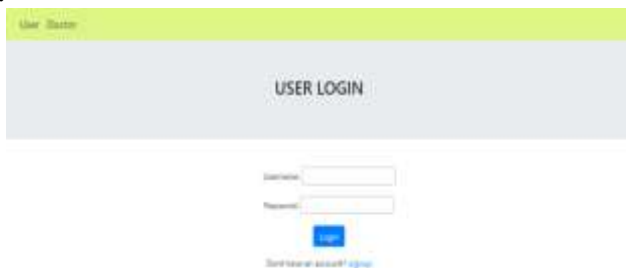 User Doctor
USER LOGIN
Username
Password
Login
Don't have an account? signup